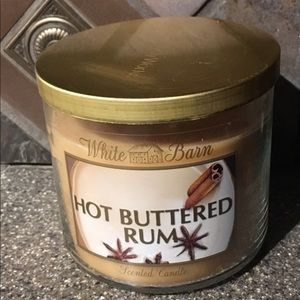 White Barn
HOT BUTTERED
RUM
Scented Candle